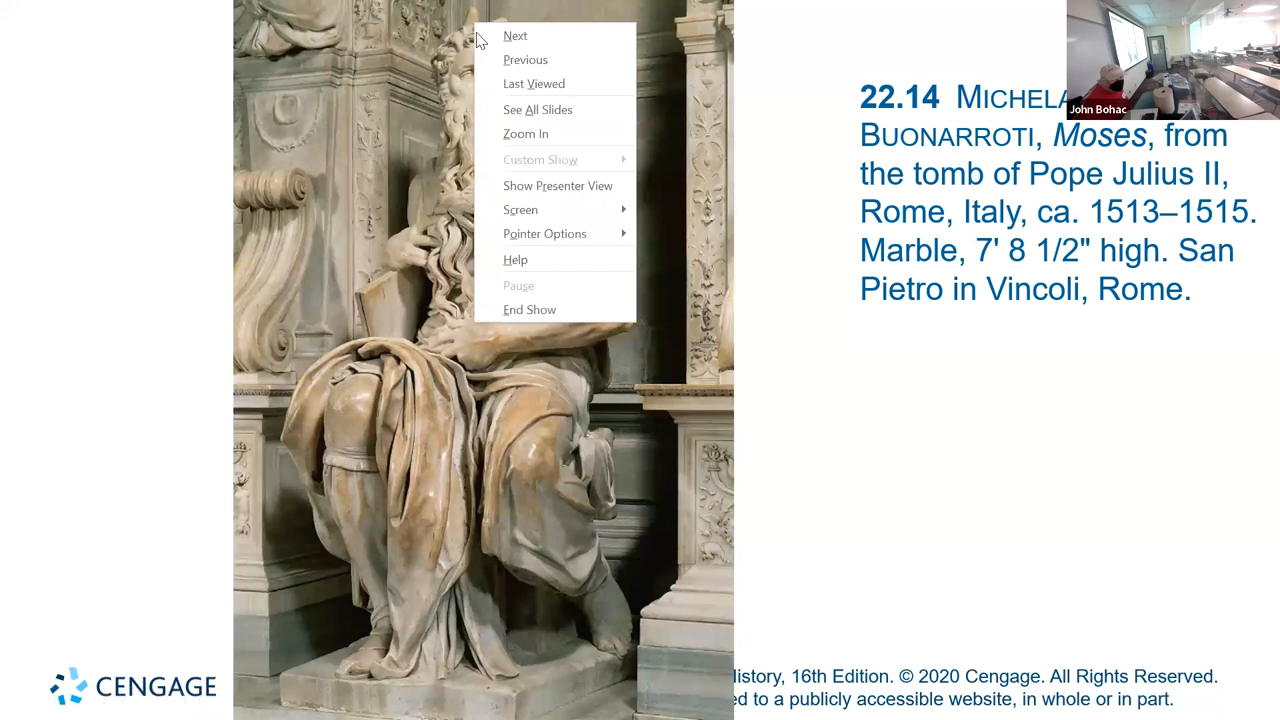 Next
Previous
Last Viewed
See All Slides
Zoom In
Custom Show
Show Presenter View
Screen
Pointer Options
Help
Pause
End Show
John Bohac
22.14 MICHELA
BUONARROTI, Moses, from
the tomb of Pope Julius II,
Rome, Italy, ca. 1513–1515.
Marble, 7' 8 1/2" high. San
Pietro in Vincoli, Rome.
CENGAGE
History, 16th Edition. © 2020 Cengage. All Rights Reserved.
ed to a publicly accessible website, in whole or in part.